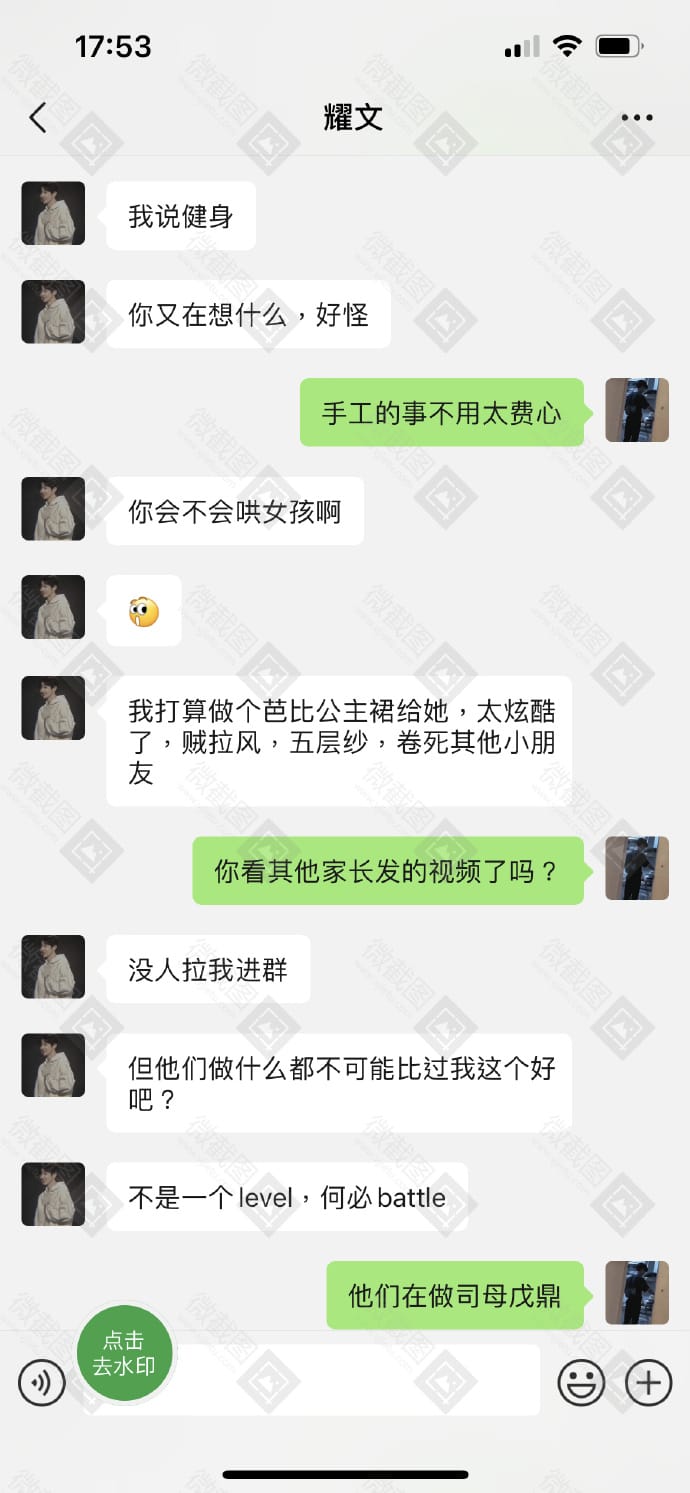 17:53
耀文
我说健身
你又在想什么，好怪
手工的事不用太费心
你会不会哄女孩啊
我打算做个芭比公主裙给她，太炫酷
了，贼拉风，五层纱，卷死其他小朋
友
你看其他家长发的视频了吗？
没人拉我进群
但他们做什么都不可能比过我这个好
吧？
不是一个level，何必battle
他们在做司母戊鼎
点击
去水印
微截图